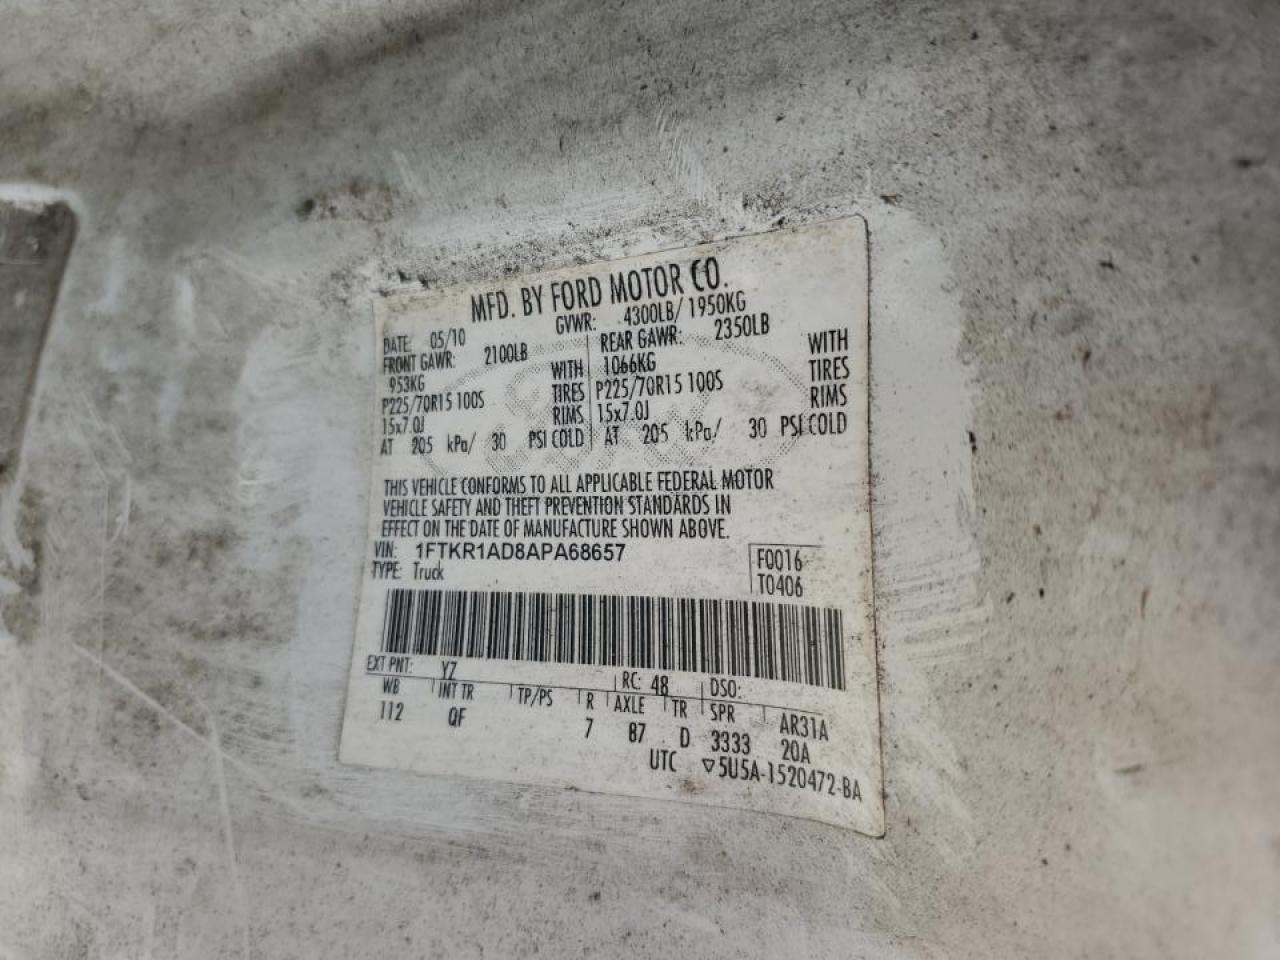 MFD. BY FORD MOTOR CO.
DATE: 05/10 GVWR: 4300LB/ 1950KG
FRONT GAWR: 2100LB REAR GAWR: 2350LB
953KG WITH 1066KG WITH
P225/70R15 100S TIRES P225/70R15 100S TIRES
15x7.0J RIMS 15x7.0J RIMS
AT 205 kPa/ 30 PSI COLD AT 205 kPa/ 30 PSI COLD
THIS VEHICLE CONFORMS TO ALL APPLICABLE FEDERAL MOTOR
VEHICLE SAFETY AND THEFT PREVENTION STANDARDS IN
EFFECT ON THE DATE OF MANUFACTURE SHOWN ABOVE.
VIN: 1FTKR1AD8APA68657 F0016
TYPE: Truck T0406
EXT PNT: YZ RC: 48 DSO:
WB INT TR TP/PS R AXLE TR SPR AR31A
112 QF 7 87 D 3333 20A
UTC ▽5U5A-1520472-BA